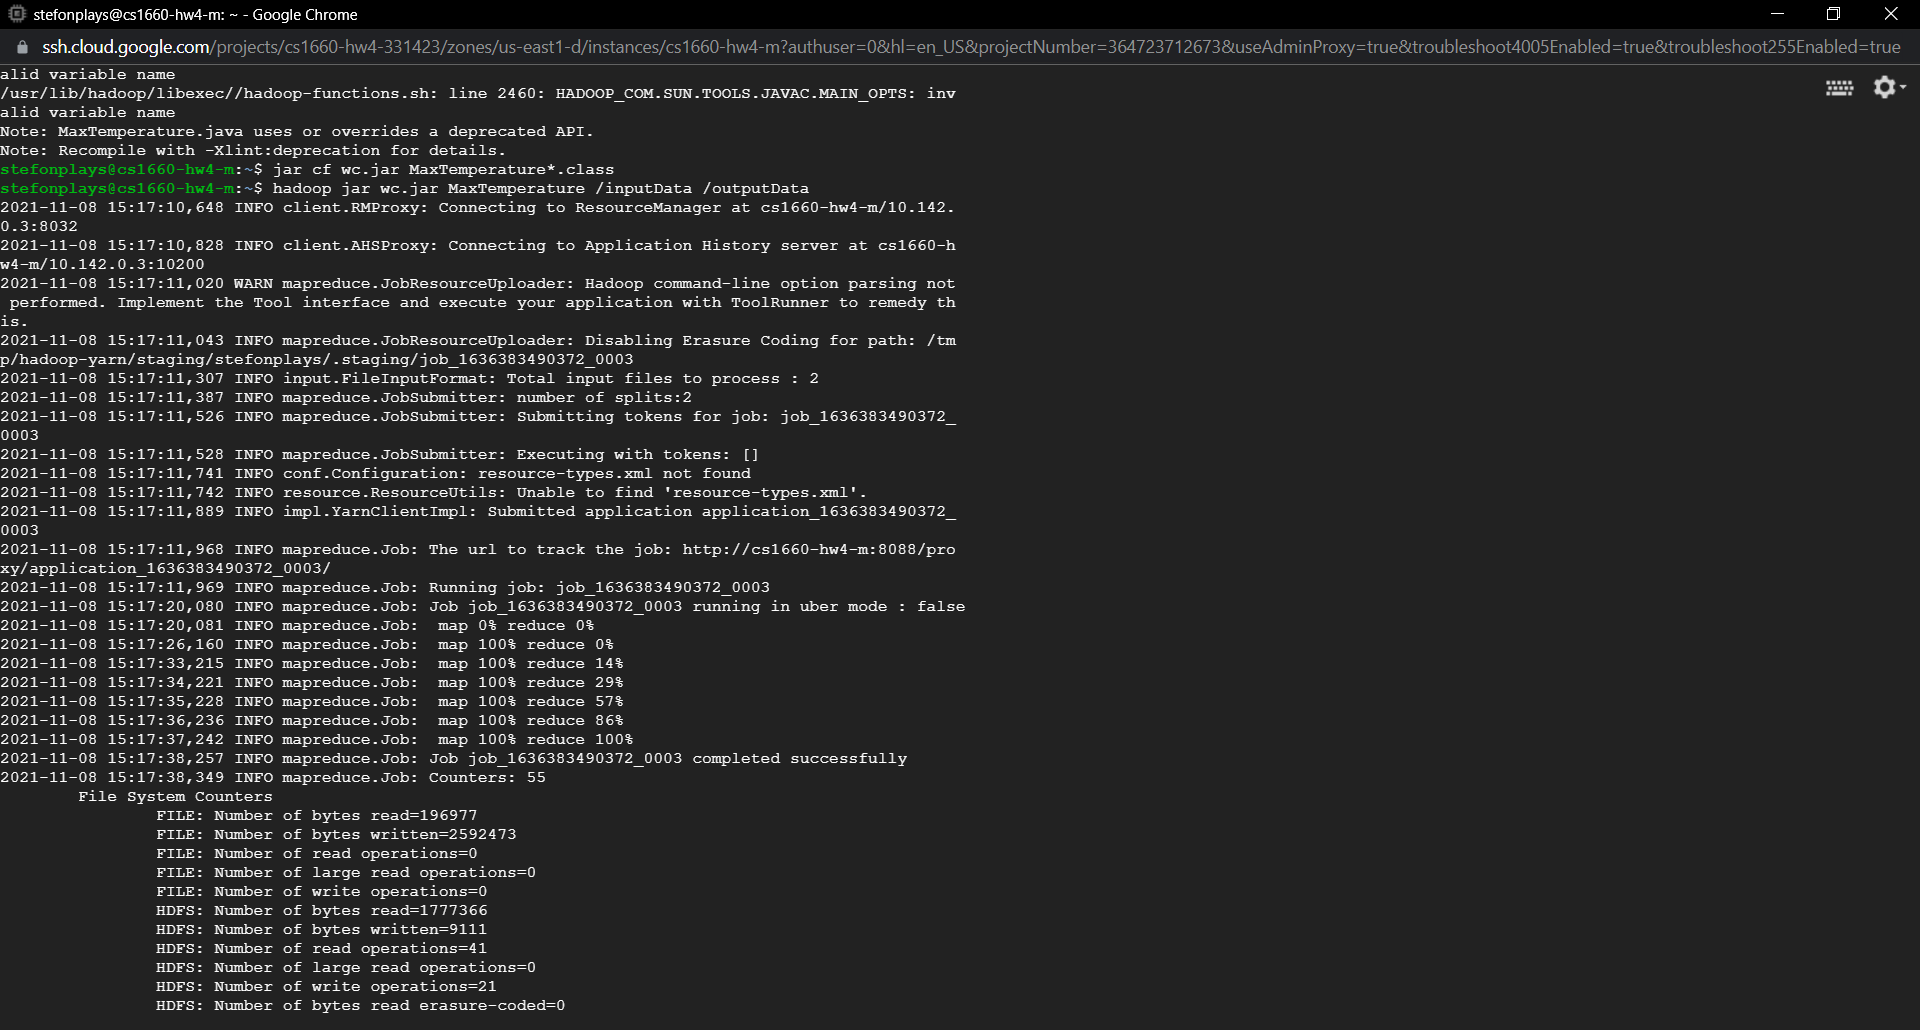 stefonplays@cs1660-hw4-m: ~ - Google Chrome
ssh.cloud.google.com/projects/cs1660-hw4-331423/zones/us-east1-d/instances/cs1660-hw4-m?authuser=0&hl=en_US&projectNumber=364723712673&useAdminProxy=true&troubleshoot4005Enabled=true&troubleshoot255Enabled=true
alid variable name
/usr/lib/hadoop/libexec//hadoop-functions.sh: line 2460: HADOOP_COM.SUN.TOOLS.JAVAC.MAIN_OPTS: inv
alid variable name
Note: MaxTemperature.java uses or overrides a deprecated API.
Note: Recompile with -Xlint:deprecation for details.
stefonplays@cs1660-hw4-m:~$ jar cf wc.jar MaxTemperature*.class
stefonplays@cs1660-hw4-m:~$ hadoop jar wc.jar MaxTemperature /inputData /outputData
2021-11-08 15:17:10,648 INFO client.RMProxy: Connecting to ResourceManager at cs1660-hw4-m/10.142.
0.3:8032
2021-11-08 15:17:10,828 INFO client.AHSProxy: Connecting to Application History server at cs1660-h
w4-m/10.142.0.3:10200
2021-11-08 15:17:11,020 WARN mapreduce.JobResourceUploader: Hadoop command-line option parsing not
 performed. Implement the Tool interface and execute your application with ToolRunner to remedy th
is.
2021-11-08 15:17:11,043 INFO mapreduce.JobResourceUploader: Disabling Erasure Coding for path: /tm
p/hadoop-yarn/staging/stefonplays/.staging/job_1636383490372_0003
2021-11-08 15:17:11,307 INFO input.FileInputFormat: Total input files to process : 2
2021-11-08 15:17:11,387 INFO mapreduce.JobSubmitter: number of splits:2
2021-11-08 15:17:11,526 INFO mapreduce.JobSubmitter: Submitting tokens for job: job_1636383490372_
0003
2021-11-08 15:17:11,528 INFO mapreduce.JobSubmitter: Executing with tokens: []
2021-11-08 15:17:11,741 INFO conf.Configuration: resource-types.xml not found
2021-11-08 15:17:11,742 INFO resource.ResourceUtils: Unable to find 'resource-types.xml'.
2021-11-08 15:17:11,889 INFO impl.YarnClientImpl: Submitted application application_1636383490372_
0003
2021-11-08 15:17:11,968 INFO mapreduce.Job: The url to track the job: http://cs1660-hw4-m:8088/pro
xy/application_1636383490372_0003/
2021-11-08 15:17:11,969 INFO mapreduce.Job: Running job: job_1636383490372_0003
2021-11-08 15:17:20,080 INFO mapreduce.Job: Job job_1636383490372_0003 running in uber mode : false
2021-11-08 15:17:20,081 INFO mapreduce.Job:  map 0% reduce 0%
2021-11-08 15:17:26,160 INFO mapreduce.Job:  map 100% reduce 0%
2021-11-08 15:17:33,215 INFO mapreduce.Job:  map 100% reduce 14%
2021-11-08 15:17:34,221 INFO mapreduce.Job:  map 100% reduce 29%
2021-11-08 15:17:35,228 INFO mapreduce.Job:  map 100% reduce 57%
2021-11-08 15:17:36,236 INFO mapreduce.Job:  map 100% reduce 86%
2021-11-08 15:17:37,242 INFO mapreduce.Job:  map 100% reduce 100%
2021-11-08 15:17:38,257 INFO mapreduce.Job: Job job_1636383490372_0003 completed successfully
2021-11-08 15:17:38,349 INFO mapreduce.Job: Counters: 55
        File System Counters
                FILE: Number of bytes read=196977
                FILE: Number of bytes written=2592473
                FILE: Number of read operations=0
                FILE: Number of large read operations=0
                FILE: Number of write operations=0
                HDFS: Number of bytes read=1777366
                HDFS: Number of bytes written=9111
                HDFS: Number of read operations=41
                HDFS: Number of large read operations=0
                HDFS: Number of write operations=21
                HDFS: Number of bytes read erasure-coded=0